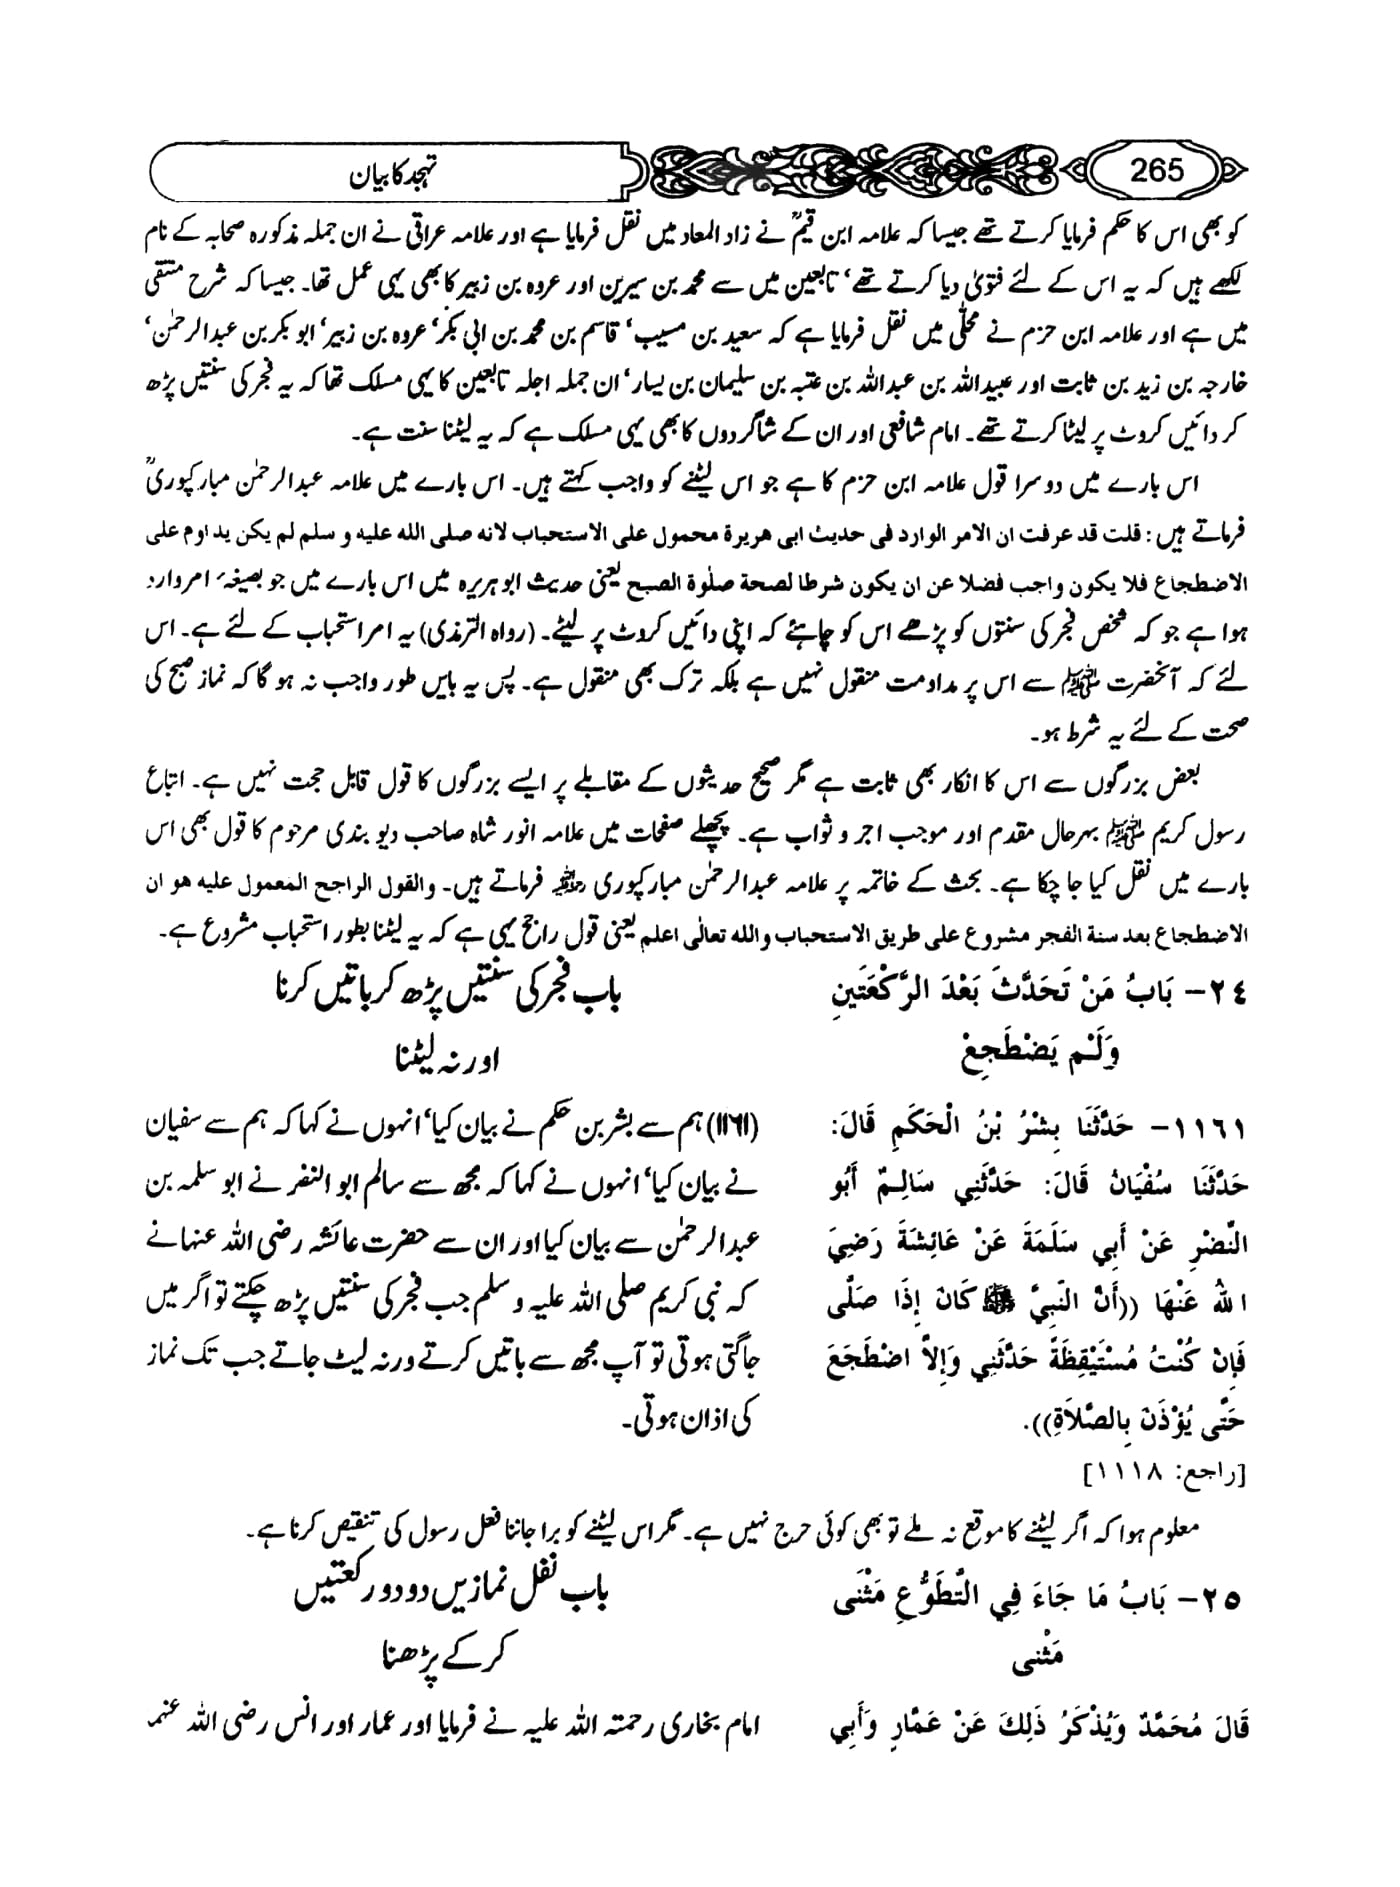 265
تہجد کا بیان
کو بھی اس کا حکم فرمایا کرتے تھے جیسا کہ علامہ ابن قیمؒ نے زاد المعاد میں نقل فرمایا ہے اور علامہ عراقی نے ان جملہ مذکورہ صحابہ کے نام
لکھے ہیں کہ یہ اس کے لئے فتویٰ دیا کرتے تھے‘ تابعین میں سے محمد بن سیرین اور عروہ بن زبیر کا بھی یہی عمل تھا۔ جیسا کہ شرح منتقی
میں ہے اور علامہ ابن حزم نے محلّٰی میں نقل فرمایا ہے کہ سعید بن مسیب‘ قاسم بن محمد بن ابی بکر‘ عروہ بن زبیر‘ ابو بکر بن عبدالرحمٰن‘
خارجہ بن زید بن ثابت اور عبیداللہ بن عبداللہ بن عتبہ بن سلیمان بن یسار‘ ان جملہ اجلہ تابعین کا یہی مسلک تھا کہ یہ فجر کی سنتیں پڑھ
کر دائیں کروٹ پر لیٹا کرتے تھے۔ امام شافعی اور ان کے شاگردوں کا بھی یہی مسلک ہے کہ یہ لیٹنا سنت ہے۔
اس بارے میں دوسرا قول علامہ ابن حزم کا ہے جو اس لیٹنے کو واجب کہتے ہیں۔ اس بارے میں علامہ عبدالرحمٰن مبارکپوریؒ
فرماتے ہیں: قلت قد عرفت ان الامر الوارد فی حدیث ابی ہریرۃ محمول علی الاستحباب لانہ صلی اللہ علیہ و سلم لم یکن یداوم علی
الاضطجاع فلا یکون واجب فضلا عن ان یکون شرطا لصحۃ صلٰوۃ الصبح یعنی حدیث ابو ہریرہ میں اس بارے میں جو بصیغہ امر وارد
ہوا ہے جو کہ شخص فجر کی سنتوں کو پڑھے اس کو چاہئے کہ اپنی دائیں کروٹ پر لیٹے۔ (رواہ الترمذی) یہ امر استحباب کے لئے ہے۔ اس
لئے کہ آنحضرت ﷺ سے اس پر مداومت منقول نہیں ہے بلکہ ترک بھی منقول ہے۔ پس یہ بایں طور واجب نہ ہو گا کہ نماز صبح کی
صحت کے لئے یہ شرط ہو۔
بعض بزرگوں سے اس کا انکار بھی ثابت ہے مگر صحیح حدیثوں کے مقابلے پر ایسے بزرگوں کا قول قابل حجت نہیں ہے۔ اتباع
رسول کریم ﷺ بہرحال مقدم اور موجب اجر و ثواب ہے۔ پچھلے صفحات میں علامہ انور شاہ صاحب دیو بندی مرحوم کا قول بھی اس
بارے میں نقل کیا جا چکا ہے۔ بحث کے خاتمہ پر علامہ عبدالرحمٰن مبارکپوری رحمہ اللہ فرماتے ہیں۔ والقول الراجح المعمول علیہ ھو ان
الاضطجاع بعد سنۃ الفجر مشروع علی طریق الاستحباب واللہ تعالٰی اعلم یعنی قول راجح یہی ہے کہ یہ لیٹنا بطور استحباب مشروع ہے۔
٢٤- بَابُ مَنْ تَحَدَّثَ بَعْدَ الرَّكْعَتَينِ
وَلَـمْ يَضْطَجِعْ
باب فجر کی سنتیں پڑھ کر باتیں کرنا
اور نہ لیٹنا
١١٦١- حَدَّثَنَا بِشْرُ بْنُ الْحَكَمِ قَالَ:
حَدَّثَنَا سُفْيَانُ قَالَ: حَدَّثَنِي سَالِـمٌ أَبُو
النَّضْرِ عَنْ أَبِي سَلَمَةَ عَنْ عَائِشَةَ رَضِيَ
اللهُ عَنْهَا ((أَنَّ النَّبِيَّ ﷺ كَانَ إِذَا صَلَّى
فَإِنْ كُنْتُ مُسْتَيْقِظَةً حَدَّثَنِي وَإِلاَّ اضْطَجَعَ
حَتَّى يُؤْذَنَ بِالصَّلاَةِ)).
[راجع: ١١١٨]
(۱۱۶۱) ہم سے بشر بن حکم نے بیان کیا‘ انہوں نے کہا کہ ہم سے سفیان
نے بیان کیا‘ انہوں نے کہا کہ مجھ سے سالم ابو النضر نے ابو سلمہ بن
عبدالرحمٰن سے بیان کیا اور ان سے حضرت عائشہ رضی اللہ عنہا نے
کہ نبی کریم صلی اللہ علیہ و سلم جب فجر کی سنتیں پڑھ چکتے تو اگر میں
جاگتی ہوتی تو آپ مجھ سے باتیں کرتے ورنہ لیٹ جاتے جب تک نماز
کی اذان ہوتی۔
معلوم ہوا کہ اگر لیٹنے کا موقع نہ ملے تو بھی کوئی حرج نہیں ہے۔ مگر اس لیٹنے کو برا جاننا فعل رسول کی تنقیص کرنا ہے۔
٢٥- بَابُ مَا جَاءَ فِي التَّطَوُّعِ مَثْنَى
مَثْنى
باب نفل نمازیں دو دو رکعتیں
کر کے پڑھنا
قَالَ مُحَمَّدٌ وَيُذْكَرُ ذَلِكَ عَنْ عَمَّارٍ وَأَبِي
امام بخاری رحمتہ اللہ علیہ نے فرمایا اور عمار اور انس رضی اللہ عنہم